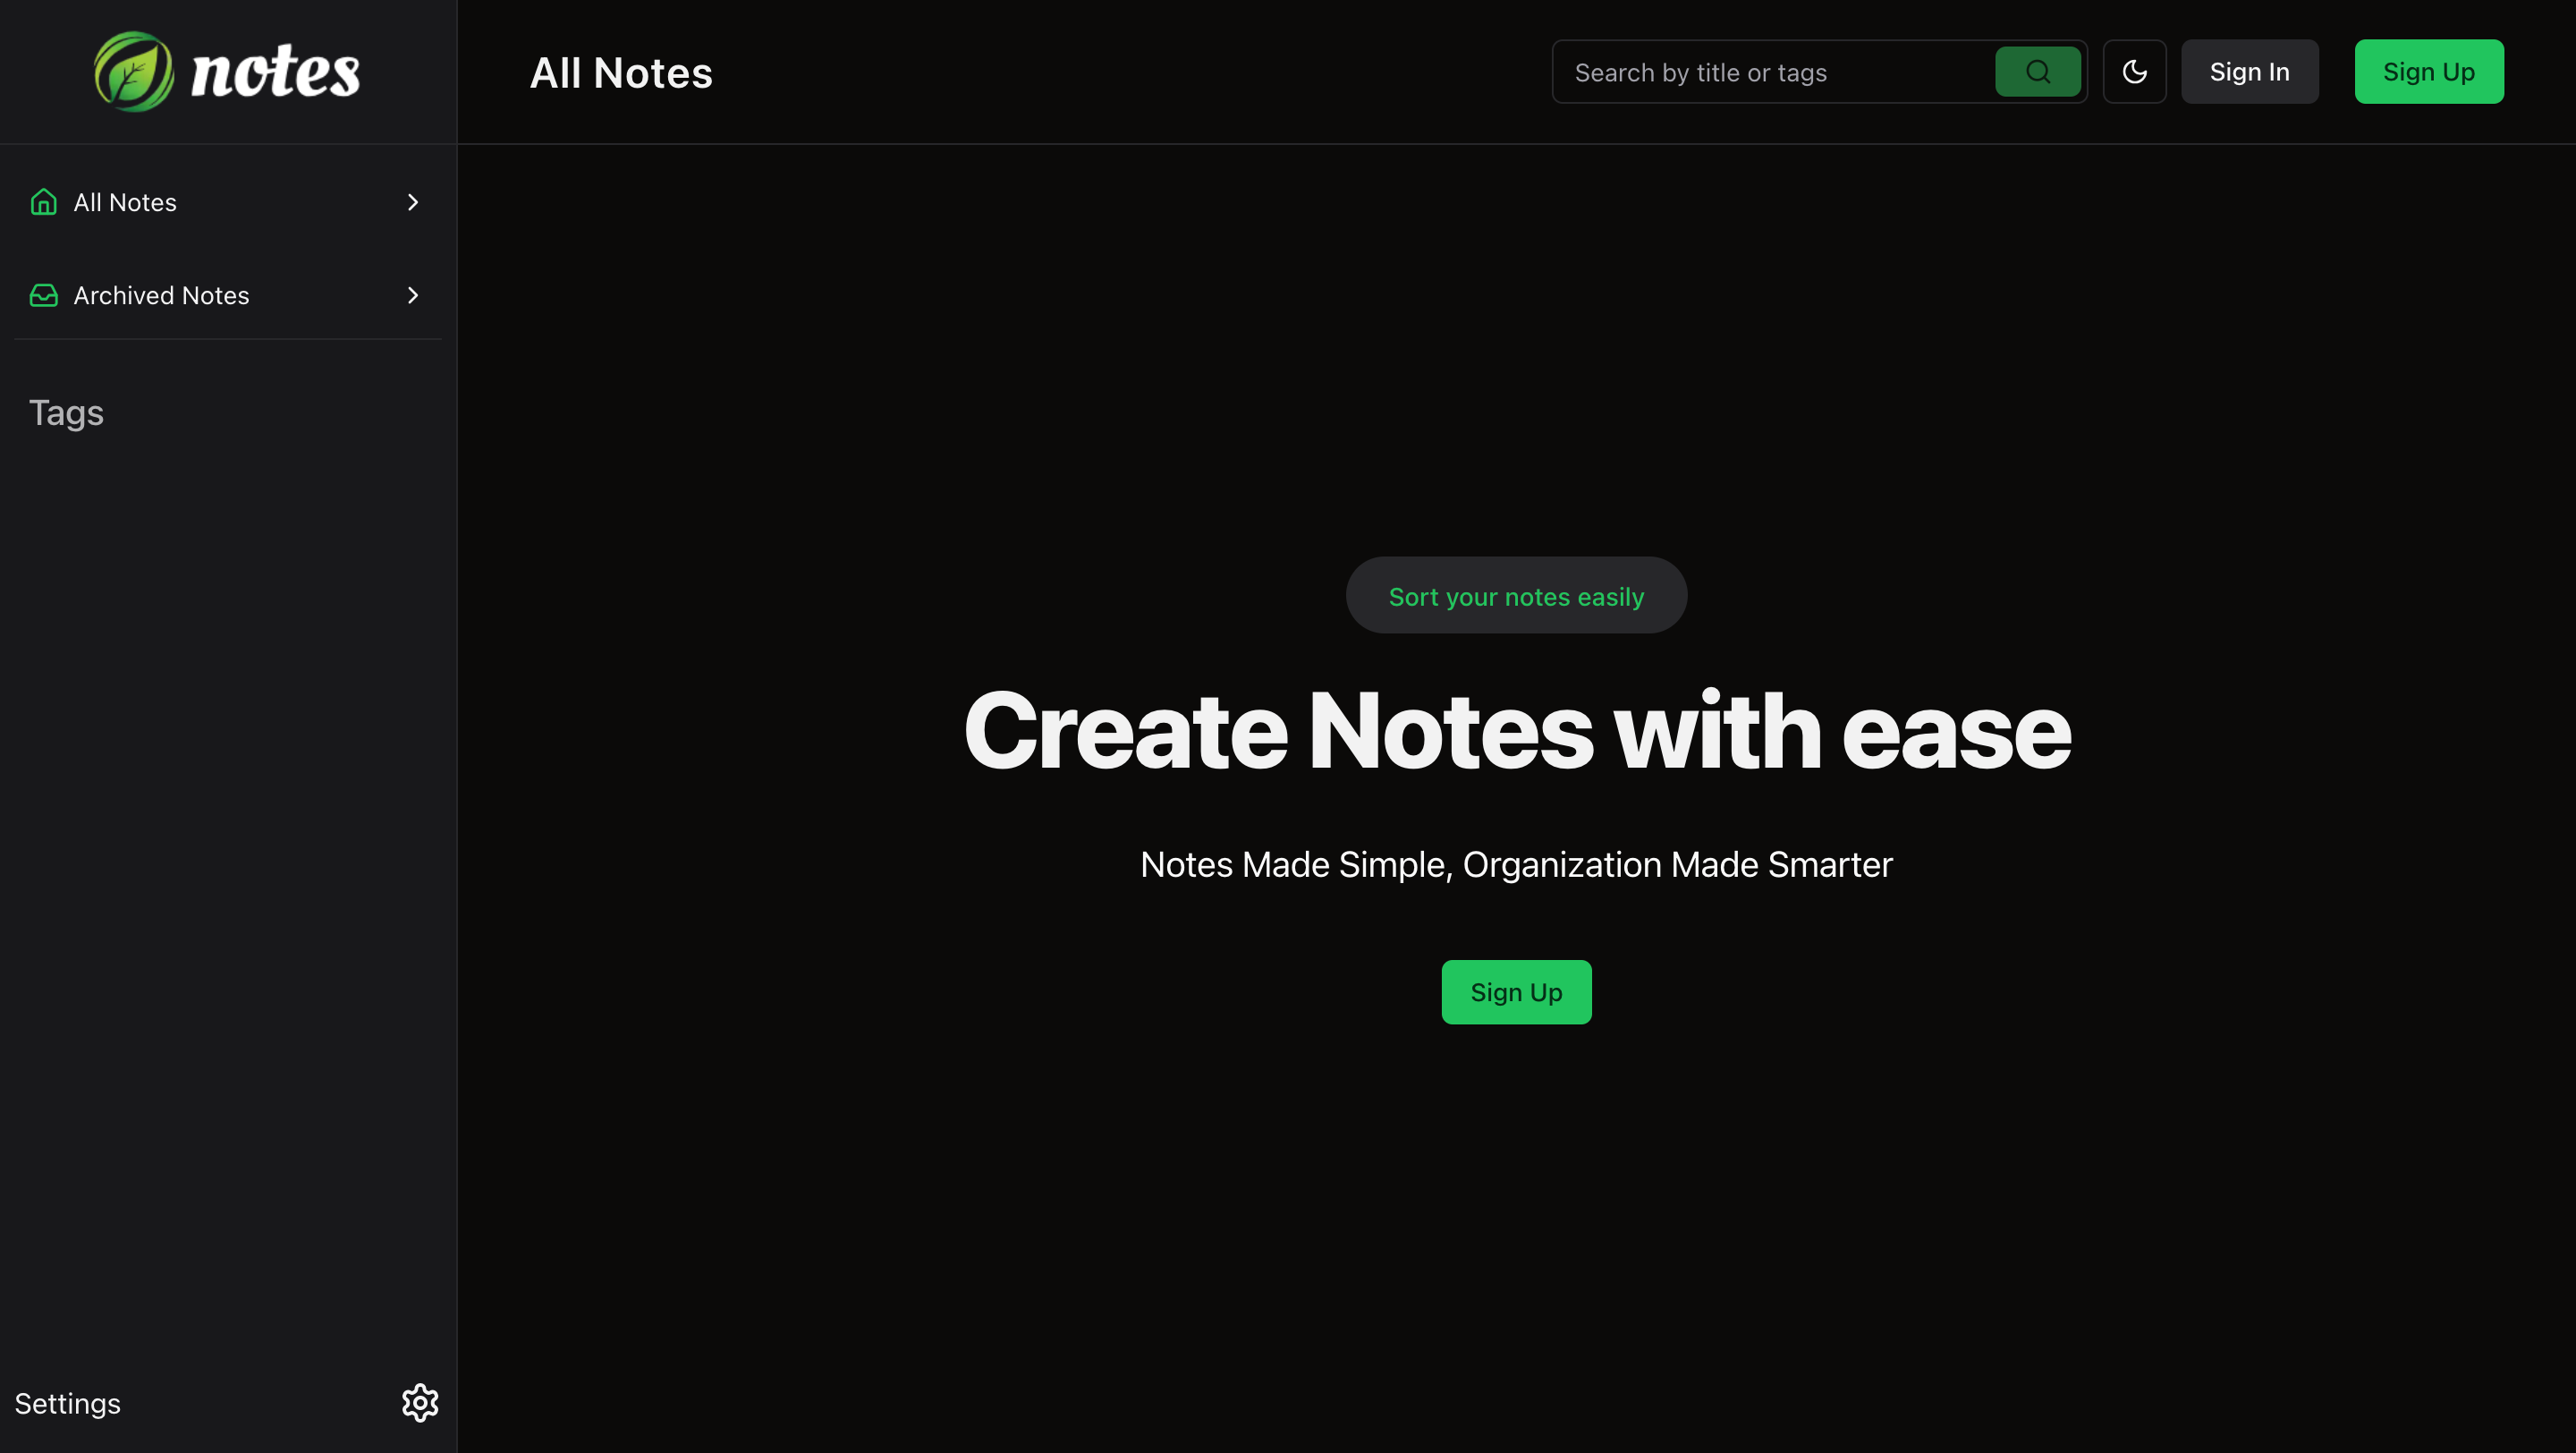 notes
All Notes
Search by title or tags
Sign In
Sign Up
All Notes
Archived Notes
Tags
Sort your notes easily
Create Notes with ease
Notes Made Simple, Organization Made Smarter
Sign Up
Settings